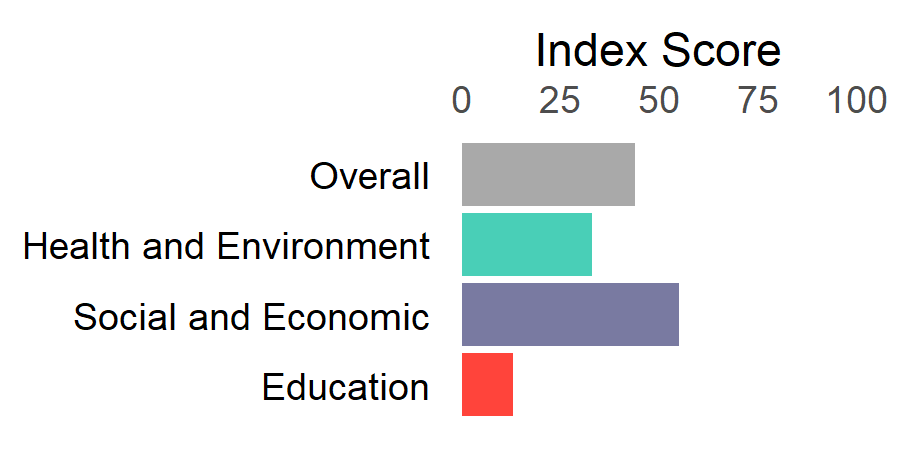 Index Score
0 25 50 75 100
Overall
Health and Environment
Social and Economic
Education